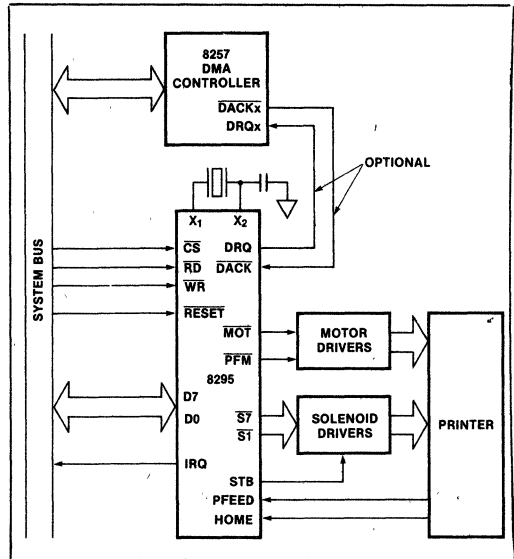 8257
DMA
CONTROLLER
DACKx
DRQx
OPTIONAL
X1 X2
SYSTEM BUS
CS DRQ
RD DACK
WR
RESET
MOT
MOTOR
DRIVERS
PFM
8295
D7
D0
S7
S1
SOLENOID
DRIVERS
PRINTER
IRQ
STB
PFEED
HOME